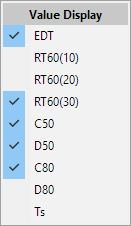 Value Display
EDT
RT60(10)
RT60(20)
RT60(30)
C50
D50
C80
D80
Ts